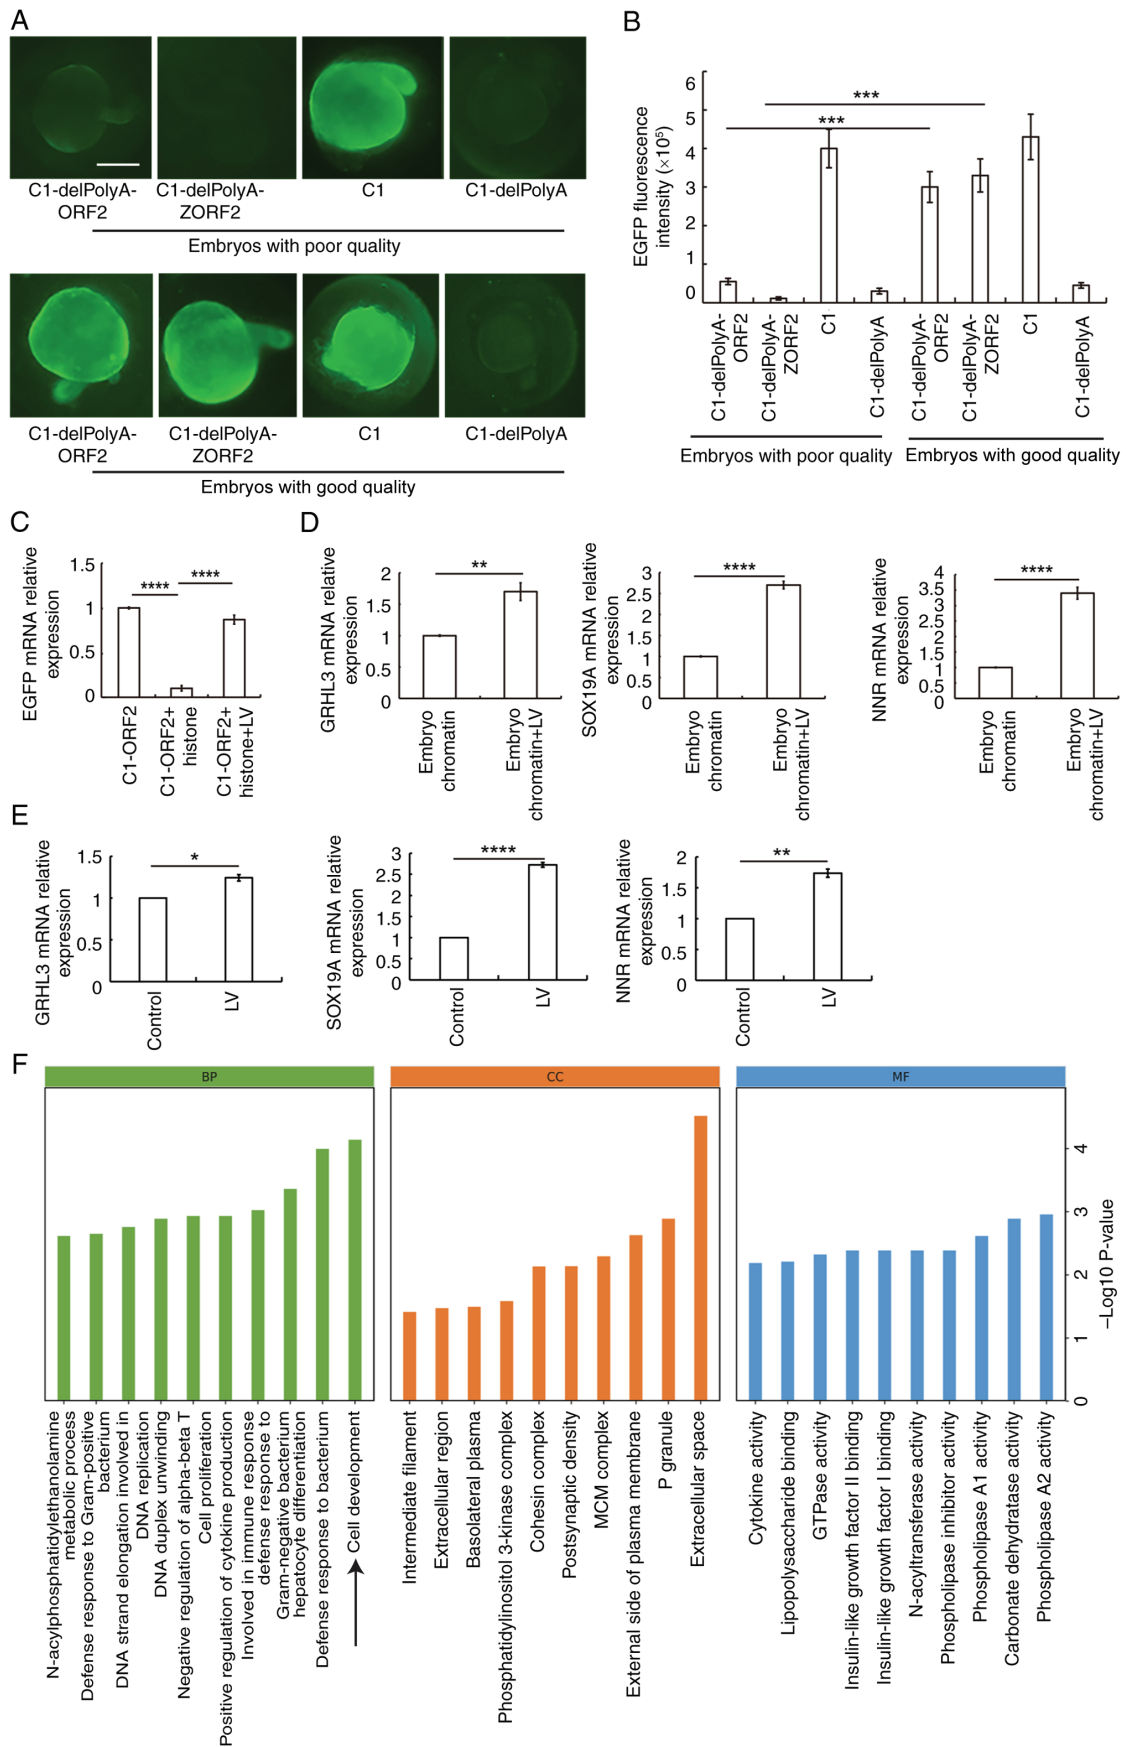 A
C1-delPolyA-
ORF2
C1-delPolyA-
ZORF2
C1
C1-delPolyA
Embryos with poor quality
C1-delPolyA-
ORF2
C1-delPolyA-
ZORF2
C1
C1-delPolyA
Embryos with good quality
B
EGFP fluorescence
intensity (×10⁵)
6
5
4
3
2
1
0
***
***
C1-delPolyA-
ORF2
C1-delPolyA-
ZORF2
C1
C1-delPolyA
C1-delPolyA-
ORF2
C1-delPolyA-
ZORF2
C1
C1-delPolyA
Embryos with poor quality
Embryos with good quality
C
EGFP mRNA relative
expression
1.5
1
0.5
0
****
****
C1-ORF2
C1-ORF2+
histone
C1-ORF2+
histone+LV
D
GRHL3 mRNA relative
expression
2
1.5
1
0.5
0
**
Embryo
chromatin
Embryo
chromatin+LV
SOX19A mRNA relative
expression
3
2.5
2
1.5
1
0.5
0
****
Embryo
chromatin
Embryo
chromatin+LV
NNR mRNA relative
expression
4
3.5
3
2.5
2
1.5
1
0.5
****
Embryo
chromatin
Embryo
chromatin+LV
E
GRHL3 mRNA relative
expression
1.5
1
0.5
0
*
Control
LV
SOX19A mRNA relative
expression
3
2.5
2
1.5
1
0.5
0
****
Control
LV
NNR mRNA relative
expression
2
1.5
1
0.5
0
**
Control
LV
F
BP
CC
MF
4
3
2
1
0
−Log10 P-value
N-acylphosphatidylethanolamine
metabolic process
Defense response to Gram-positive
bacterium
DNA strand elongation involved in
DNA replication
DNA duplex unwinding
Negative regulation of alpha-beta T
Cell proliferation
Positive regulation of cytokine production
Involved in immune response
defense response to
Gram-negative bacterium
hepatocyte differentiation
Defense response to bacterium
Cell development
Intermediate filament
Extracellular region
Basolateral plasma
Phosphatidylinositol 3-kinase complex
Cohesin complex
Postsynaptic density
MCM complex
External side of plasma membrane
P granule
Extracellular space
Cytokine activity
Lipopolysaccharide binding
GTPase activity
Insulin-like growth factor II binding
Insulin-like growth factor I binding
N-acyltransferase activity
Phospholipase inhibitor activity
Phospholipase A1 activity
Carbonate dehydratase activity
Phospholipase A2 activity